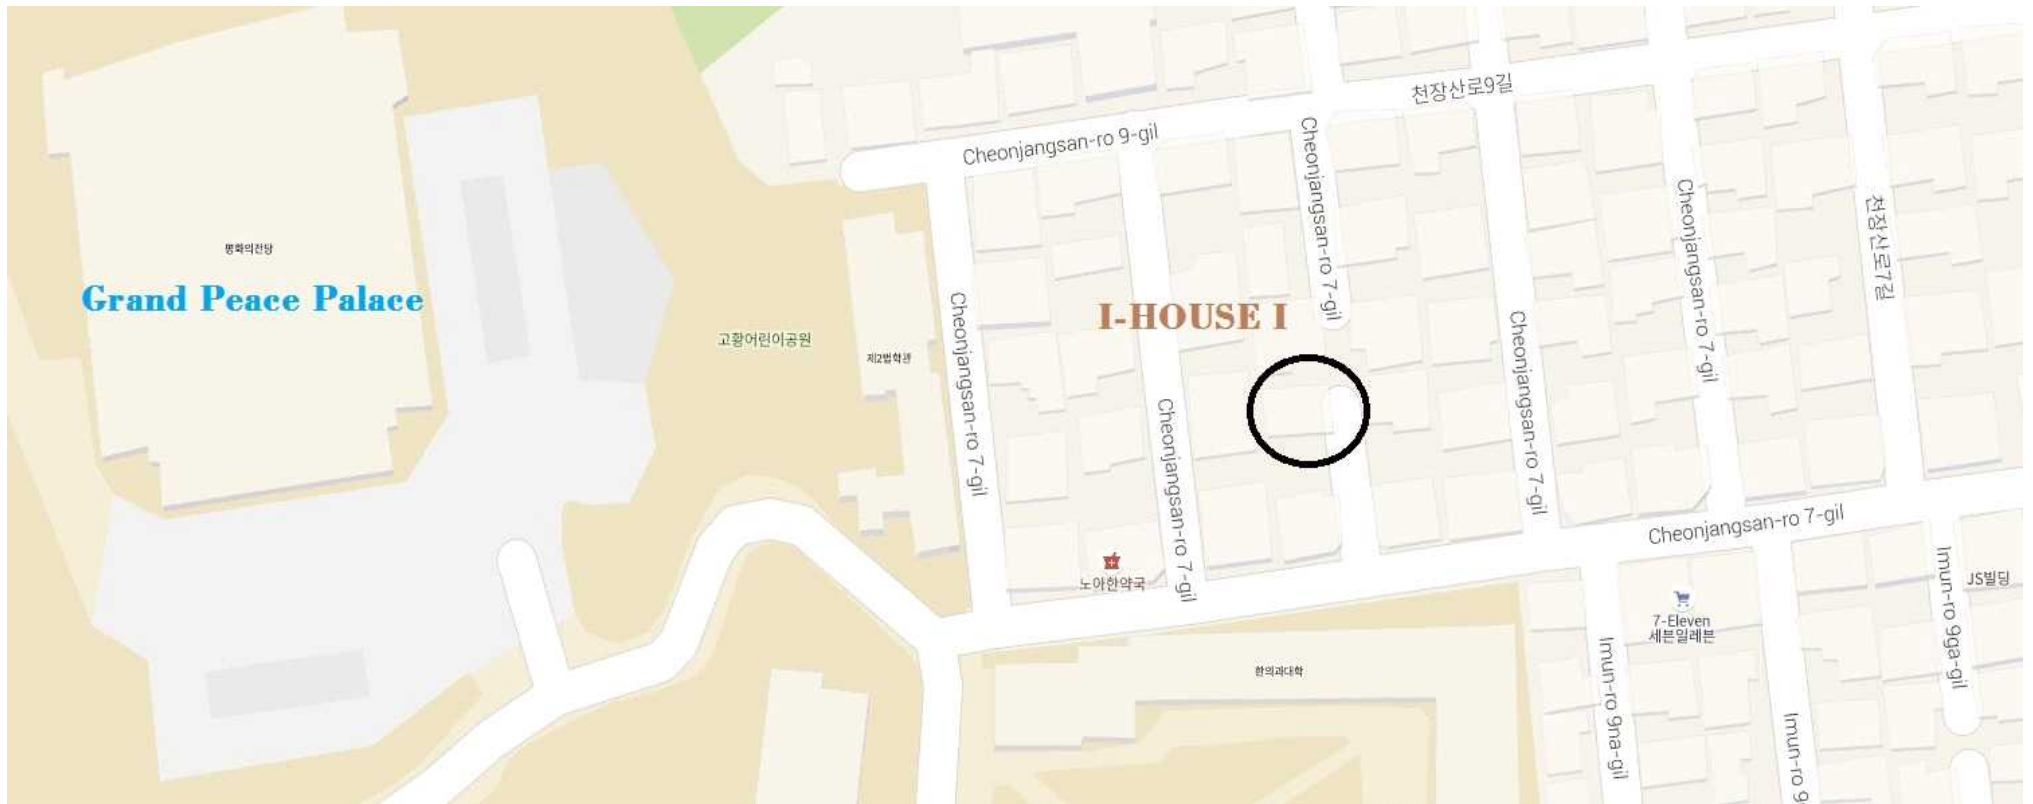 천장산로9길
Cheonjangsan-ro 9-gil
Cheonjangsan-ro 7-gil
Cheonjangsan-ro 7-gil
천장산로7길
평화의전당
Grand Peace Palace
고황어린이공원
제2법학관
Cheonjangsan-ro 7-gil
I-HOUSE I
Cheonjangsan-ro 7-gil
Cheonjangsan-ro 7-gil
Cheonjangsan-ro 7-gil
노아한약국
한의과대학
7-Eleven
세븐일레븐
JS빌딩
Imun-ro 9ga-gil
Imun-ro 9na-gil
Imun-ro 9